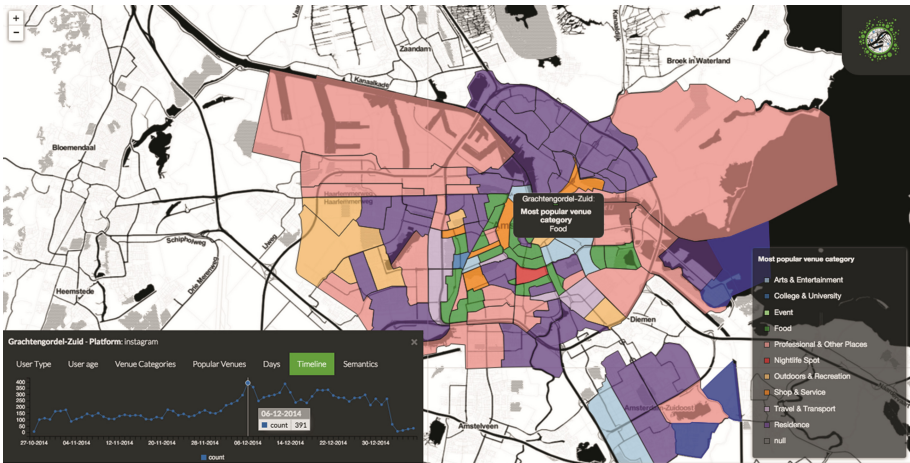 +
−
Zaandam
Jaagweg
Broek in Waterland
Kanaalkade
Bloemendaal
Haarlemmerweg
Haarlemmerweg
Grachtengordel-Zuid:
Most popular venue
category
Food
Schipholweg
IJweg
Dris Mersweg
Heemstede
Diemen
Amsterdam-Zuidoost
Amstelveen
Most popular venue category
Arts & Entertainment
College & University
Event
Food
Professional & Other Places
Nightlife Spot
Outdoors & Recreation
Shop & Service
Travel & Transport
Residence
null
Grachtengordel-Zuid - Platform: instagram
×
User Type User age Venue Categories Popular Venues Days Timeline Semantics
400
350
300
250
200
150
100
50
0
06-12-2014
count 391
27-10-2014 04-11-2014 12-11-2014 20-11-2014 28-11-2014 06-12-2014 14-12-2014 22-12-2014 30-12-2014
count